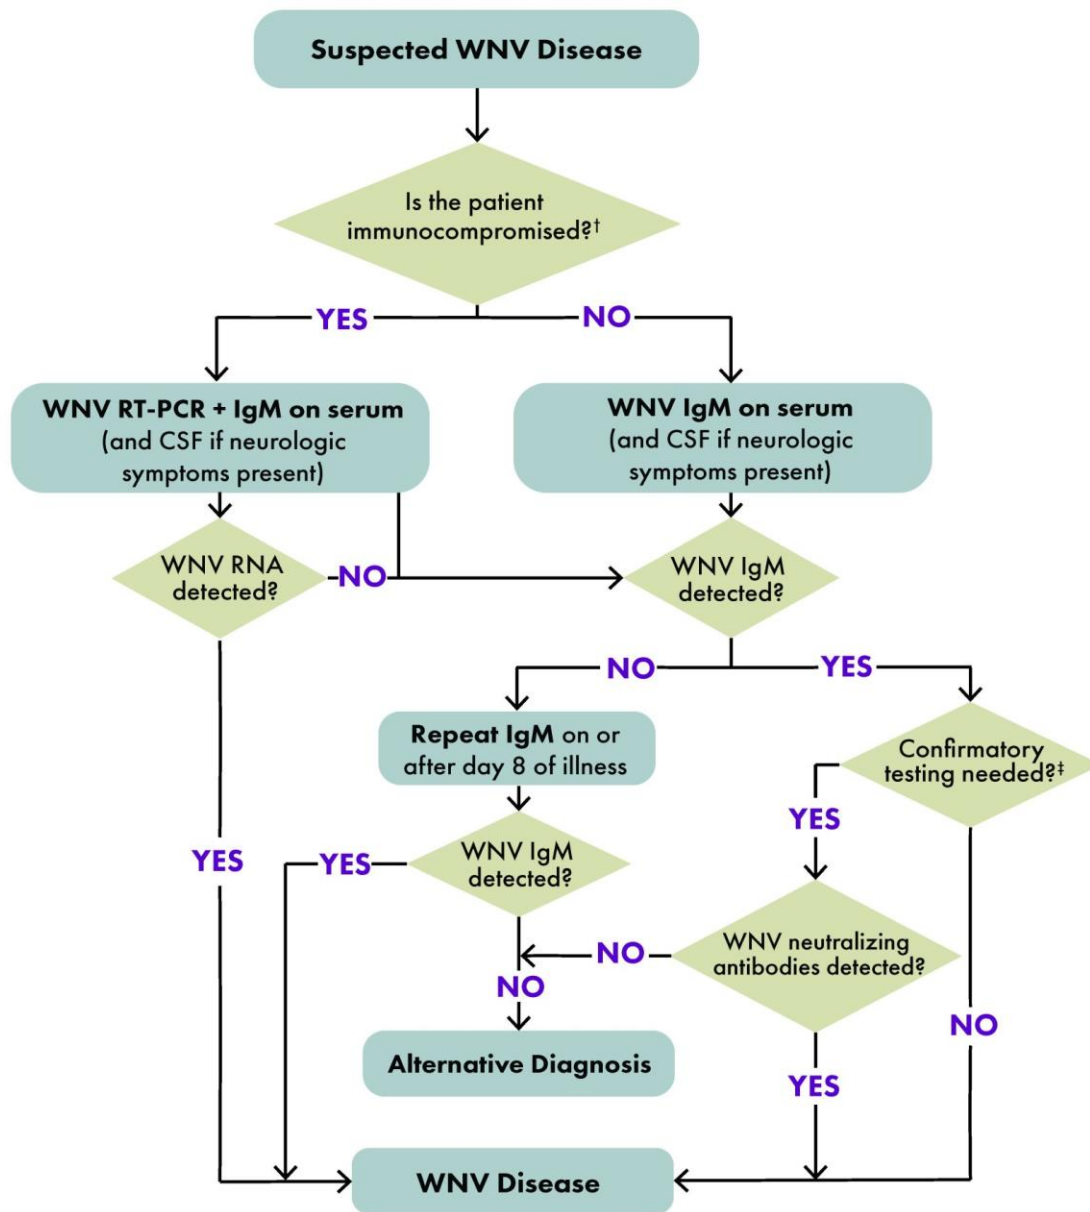 Suspected WNV Disease
Is the patient
immunocompromised?†
YES
NO
WNV RT-PCR + IgM on serum
(and CSF if neurologic
symptoms present)
WNV IgM on serum
(and CSF if neurologic
symptoms present)
WNV RNA
detected?
NO
WNV IgM
detected?
NO
YES
Repeat IgM on or
after day 8 of illness
Confirmatory
testing needed?‡
YES
YES
YES
WNV IgM
detected?
WNV neutralizing
antibodies detected?
NO
NO
NO
Alternative Diagnosis
YES
WNV Disease